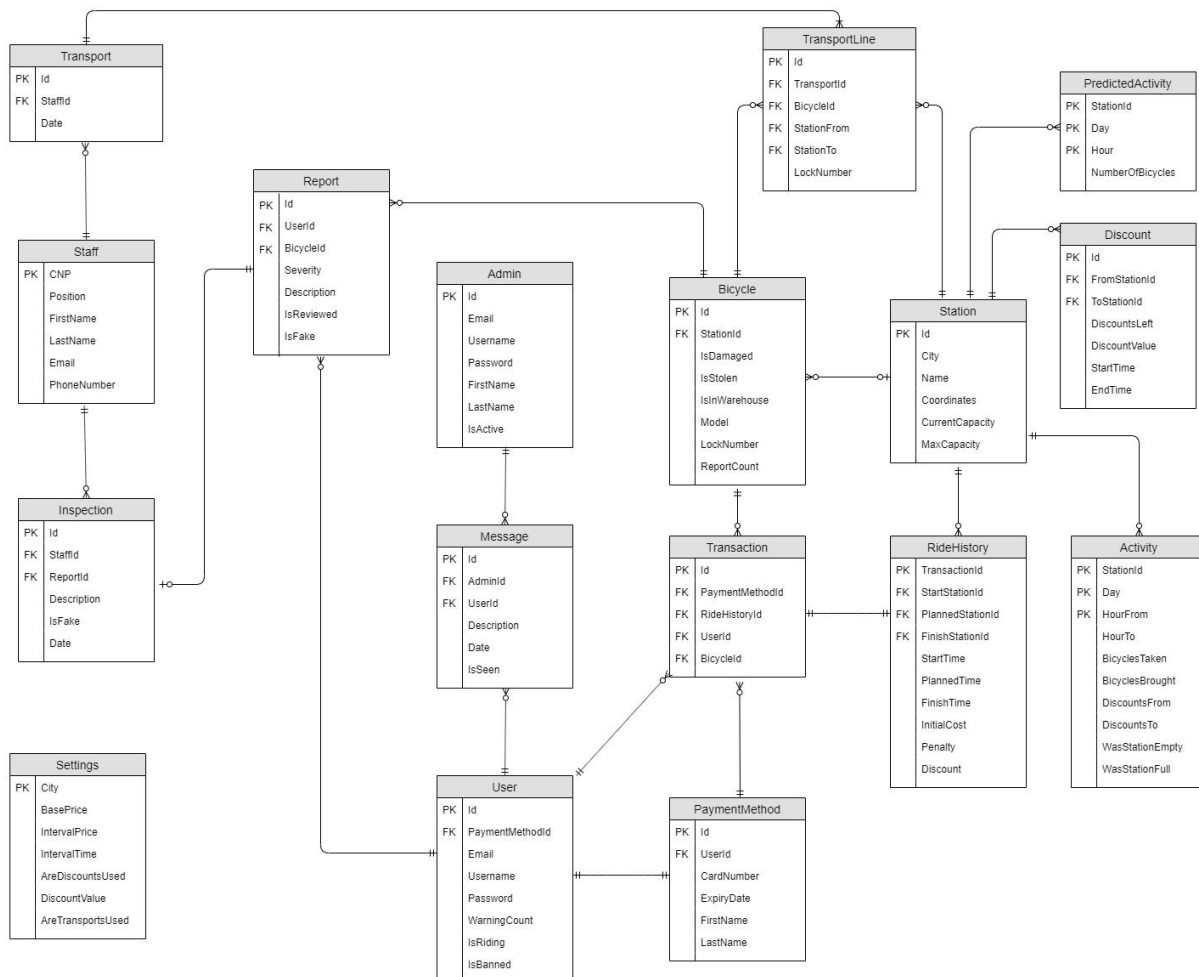 Transport
PK Id
FK StaffId
Date
TransportLine
PK Id
FK TransportId
FK BicycleId
FK StationFrom
FK StationTo
LockNumber
PredictedActivity
PK StationId
PK Day
PK Hour
NumberOfBicycles
Report
PK Id
FK UserId
FK BicycleId
Severity
Description
IsReviewed
IsFake
Staff
PK CNP
Position
FirstName
LastName
Email
PhoneNumber
Admin
PK Id
Email
Username
Password
FirstName
LastName
IsActive
Bicycle
PK Id
FK StationId
IsDamaged
IsStolen
IsInWarehouse
Model
LockNumber
ReportCount
Station
PK Id
City
Name
Coordinates
CurrentCapacity
MaxCapacity
Discount
PK Id
FK FromStationId
FK ToStationId
DiscountsLeft
DiscountValue
StartTime
EndTime
Inspection
PK Id
FK StaffId
FK ReportId
Description
IsFake
Date
Message
PK Id
FK AdminId
FK UserId
Description
Date
IsSeen
Transaction
PK Id
FK PaymentMethodId
FK RideHistoryId
FK UserId
FK BicycleId
RideHistory
PK TransactionId
FK StartStationId
FK PlannedStationId
FK FinishStationId
StartTime
PlannedTime
FinishTime
InitialCost
Penalty
Discount
Activity
PK StationId
PK Day
PK HourFrom
HourTo
BicyclesTaken
BicyclesBrought
DiscountsFrom
DiscountsTo
WasStationEmpty
WasStationFull
Settings
PK City
BasePrice
IntervalPrice
IntervalTime
AreDiscountsUsed
DiscountValue
AreTransportsUsed
User
PK Id
FK PaymentMethodId
Email
Username
Password
WarningCount
IsRiding
IsBanned
PaymentMethod
PK Id
FK UserId
CardNumber
ExpiryDate
FirstName
LastName